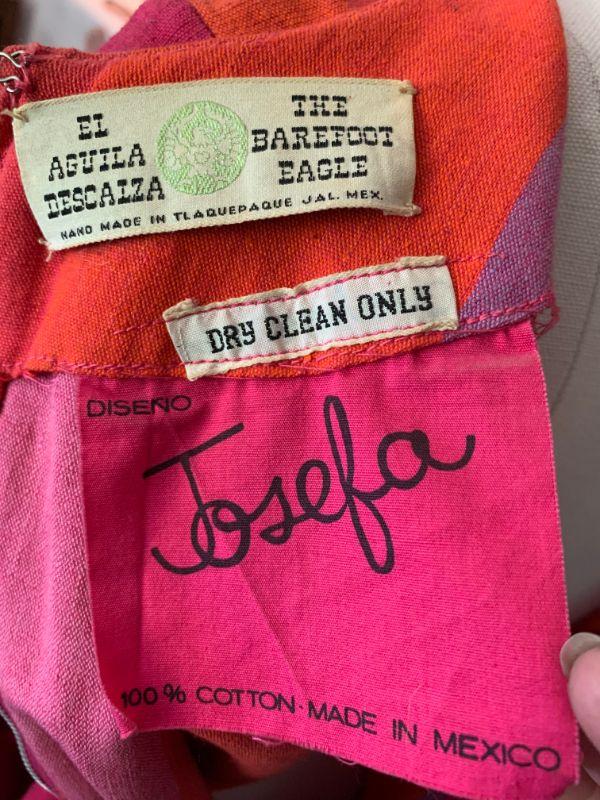 EL
AGUILA
DESCALZA
THE
BAREFOOT
EAGLE
HAND MADE IN TLAQUEPAQUE JAL. MEX.
DRY CLEAN ONLY
DISEÑO
Josefa
100% COTTON · MADE IN MEXICO